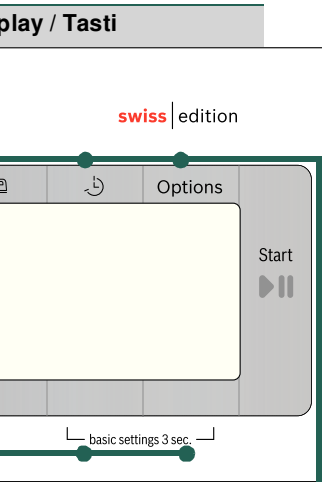 play / Tasti
swiss edition
Options
Start
basic settings 3 sec.